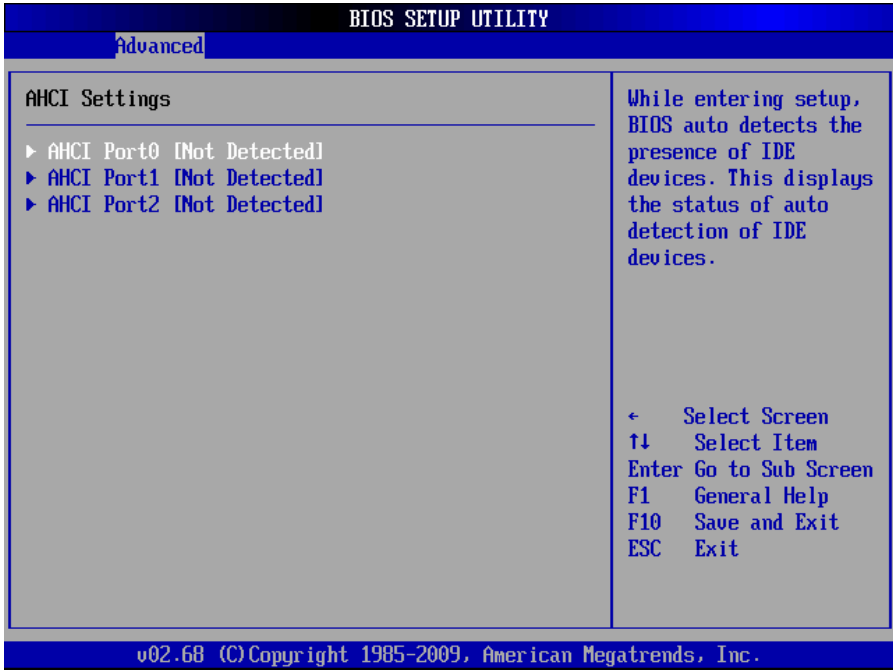 BIOS SETUP UTILITY
Advanced
AHCI Settings
▶ AHCI Port0 [Not Detected]
▶ AHCI Port1 [Not Detected]
▶ AHCI Port2 [Not Detected]
While entering setup,
BIOS auto detects the
presence of IDE
devices. This displays
the status of auto
detection of IDE
devices.
← Select Screen
↑↓ Select Item
Enter Go to Sub Screen
F1 General Help
F10 Save and Exit
ESC Exit
v02.68 (C)Copyright 1985-2009, American Megatrends, Inc.